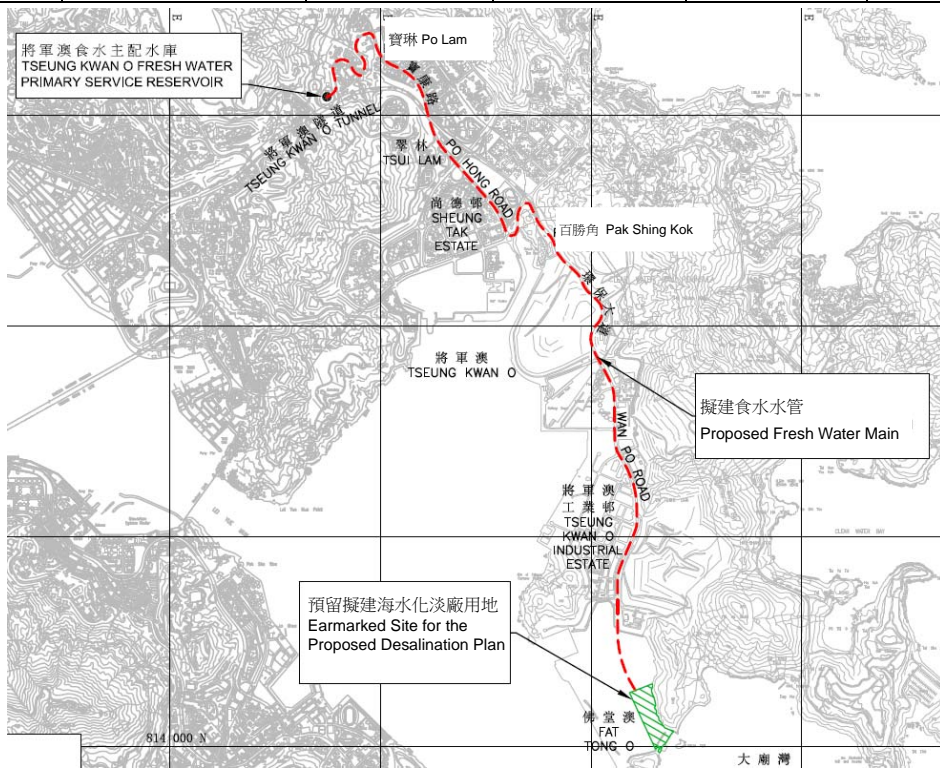 將軍澳食水主配水庫
TSEUNG KWAN O FRESH WATER
PRIMARY SERVICE RESERVOIR
寶琳 Po Lam
寶康路
將軍澳隧道
TSEUNG KWAN O TUNNEL
翠林
TSUI LAM
PO HONG ROAD
尚德邨
SHEUNG
TAK
ESTATE
百勝角 Pak Shing Kok
環保大道
將軍澳
TSEUNG KWAN O
擬建食水水管
Proposed Fresh Water Main
WAN PO ROAD
將軍澳
工業邨
TSEUNG
KWAN O
INDUSTRIAL
ESTATE
CLEAR WATER BAY
預留擬建海水化淡廠用地
Earmarked Site for the
Proposed Desalination Plan
佛堂澳
FAT
TONG O
814 000 N
大廟灣